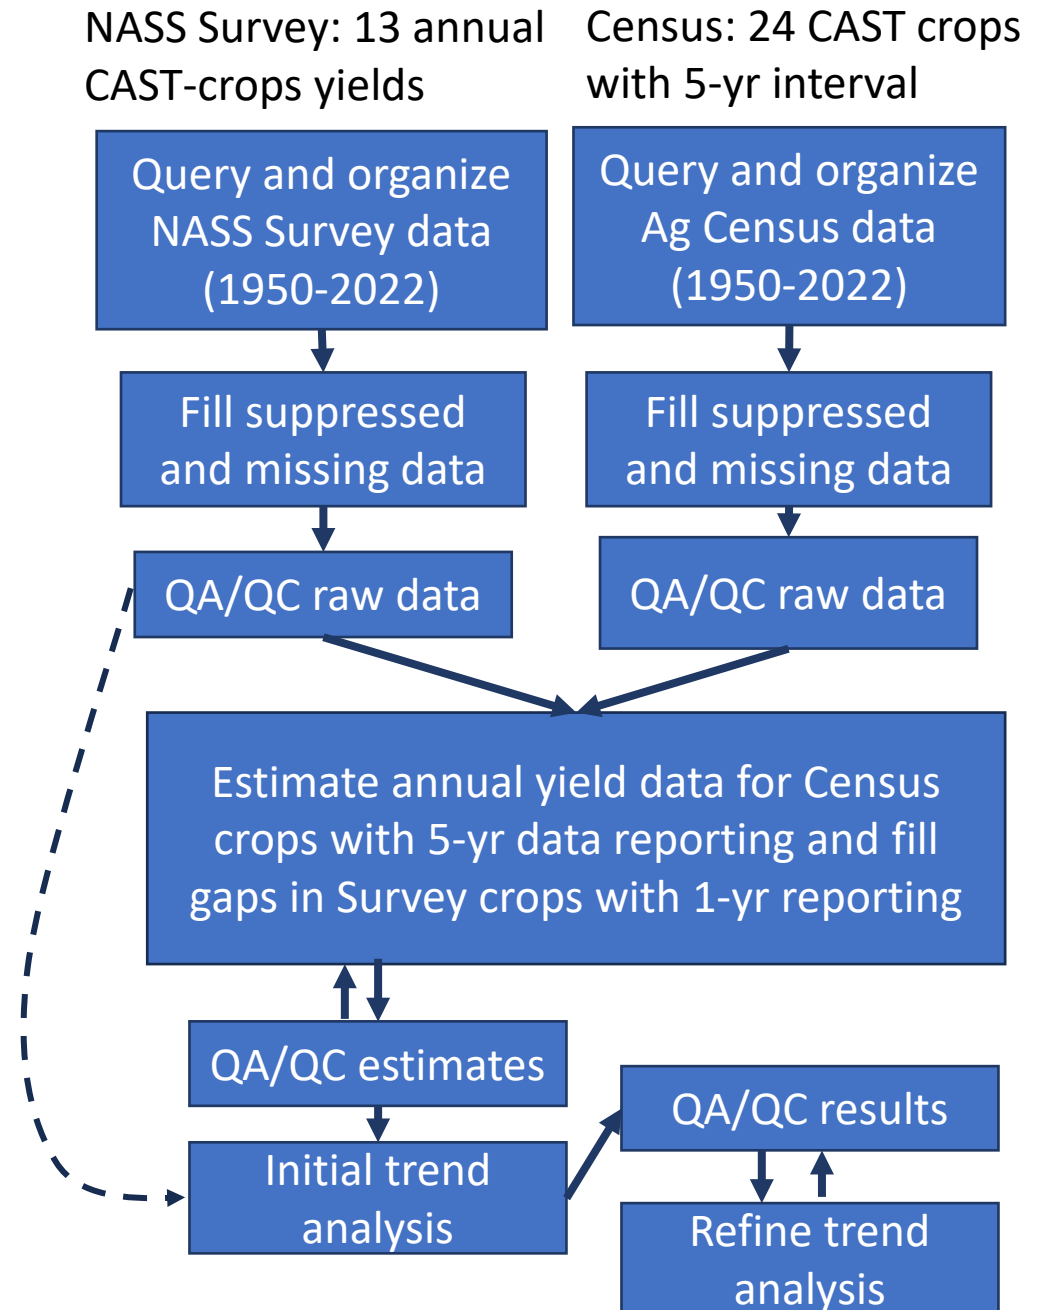 NASS Survey: 13 annual
CAST-crops yields
Census: 24 CAST crops
with 5-yr interval
Query and organize
NASS Survey data
(1950-2022)
Query and organize
Ag Census data
(1950-2022)
Fill suppressed
and missing data
Fill suppressed
and missing data
QA/QC raw data
QA/QC raw data
Estimate annual yield data for Census
crops with 5-yr data reporting and fill
gaps in Survey crops with 1-yr reporting
QA/QC estimates
Initial trend
analysis
QA/QC results
Refine trend
analysis